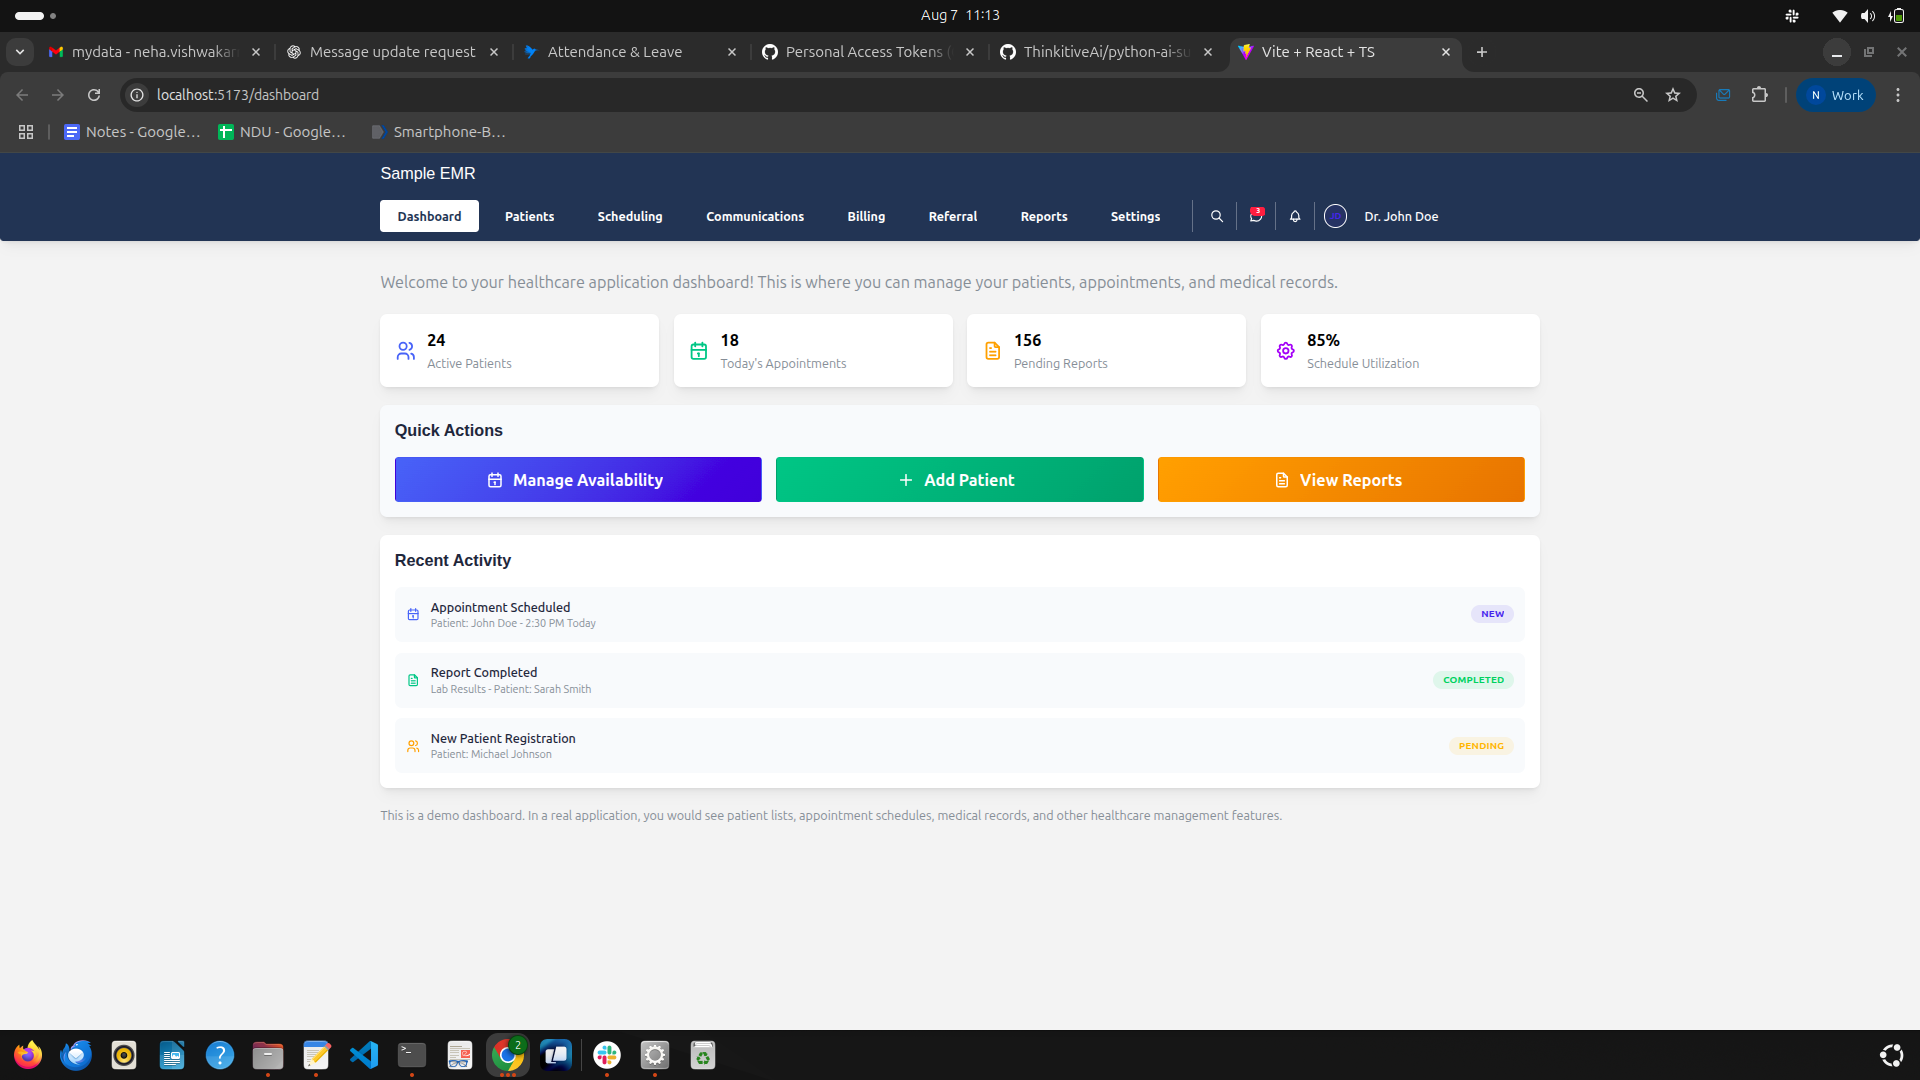 Aug 7 11:13
mydata - neha.vishwakar
Message update request
Attendance & Leave
Personal Access Tokens (
ThinkitiveAi/python-ai-su
Vite + React + TS
localhost:5173/dashboard
N Work
Notes - Google...
NDU - Google...
Smartphone-B...
Sample EMR
Dashboard Patients Scheduling Communications Billing Referral Reports Settings 3 Dr. John Doe
Welcome to your healthcare application dashboard! This is where you can manage your patients, appointments, and medical records.
24
Active Patients
18
Today's Appointments
156
Pending Reports
85%
Schedule Utilization
Quick Actions
Manage Availability
Add Patient
View Reports
Recent Activity
Appointment Scheduled
Patient: John Doe - 2:30 PM Today
NEW
Report Completed
Lab Results - Patient: Sarah Smith
COMPLETED
New Patient Registration
Patient: Michael Johnson
PENDING
This is a demo dashboard. In a real application, you would see patient lists, appointment schedules, medical records, and other healthcare management features.
2